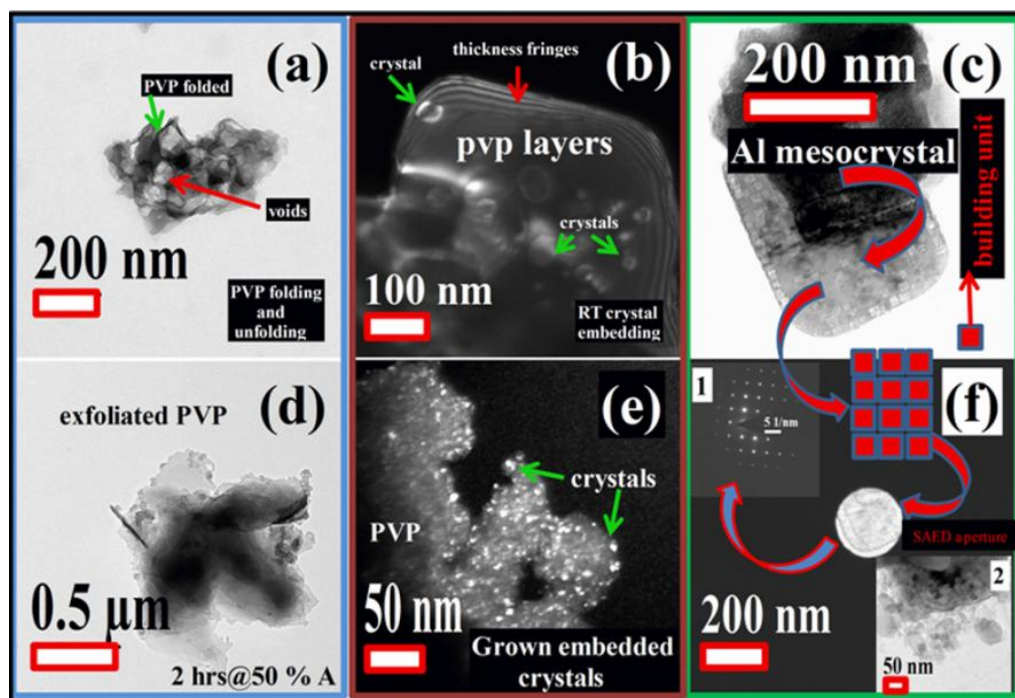 (a)
PVP folded
voids
200 nm
PVP folding
and
unfolding
(b)
thickness fringes
crystal
pvp layers
crystals
100 nm
RT crystal
embedding
(c)
200 nm
Al mesocrystal
building unit
(d)
exfoliated PVP
0.5 µm
2 hrs@50 % A
(e)
crystals
PVP
50 nm
Grown embedded
crystals
(f)
1
5 1/nm
SAED aperture
200 nm
2
50 nm